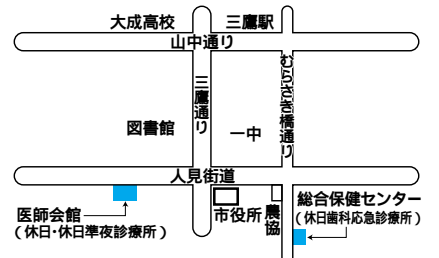 大成高校
三鷹駅
山中通り
三鷹通り
むらさき橋通り
図書館
一中
人見街道
医師会館
(休日・休日準夜診療所)
市役所
農協
総合保健センター
(休日歯科応急診療所)